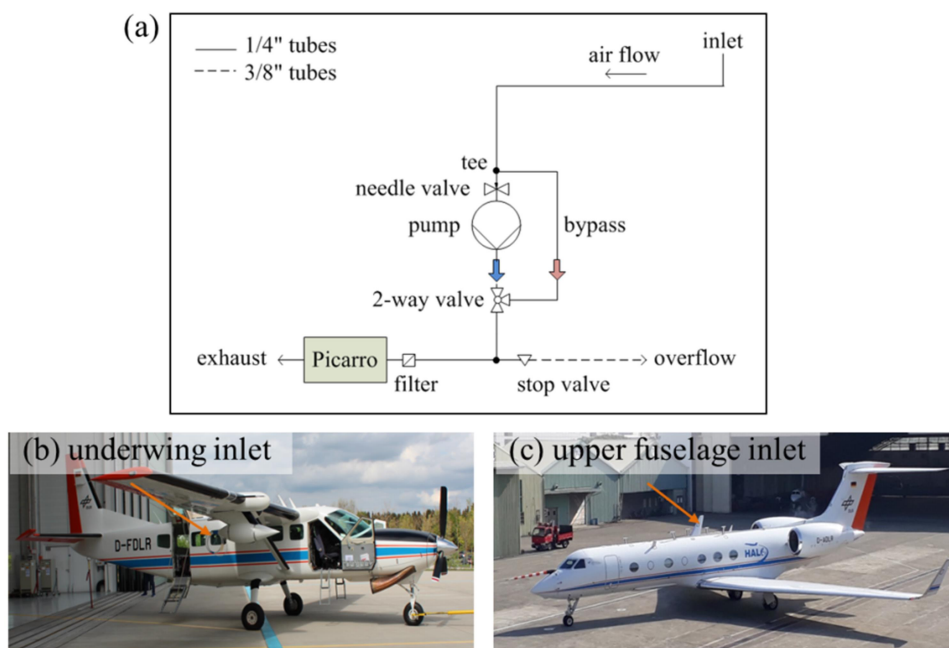 (a)
1/4" tubes
3/8" tubes
inlet
air flow
tee
needle valve
pump
bypass
2-way valve
exhaust
Picarro
filter
stop valve
overflow
(b) underwing inlet
D-FDLR
(c) upper fuselage inlet
HALO
D-ADLR